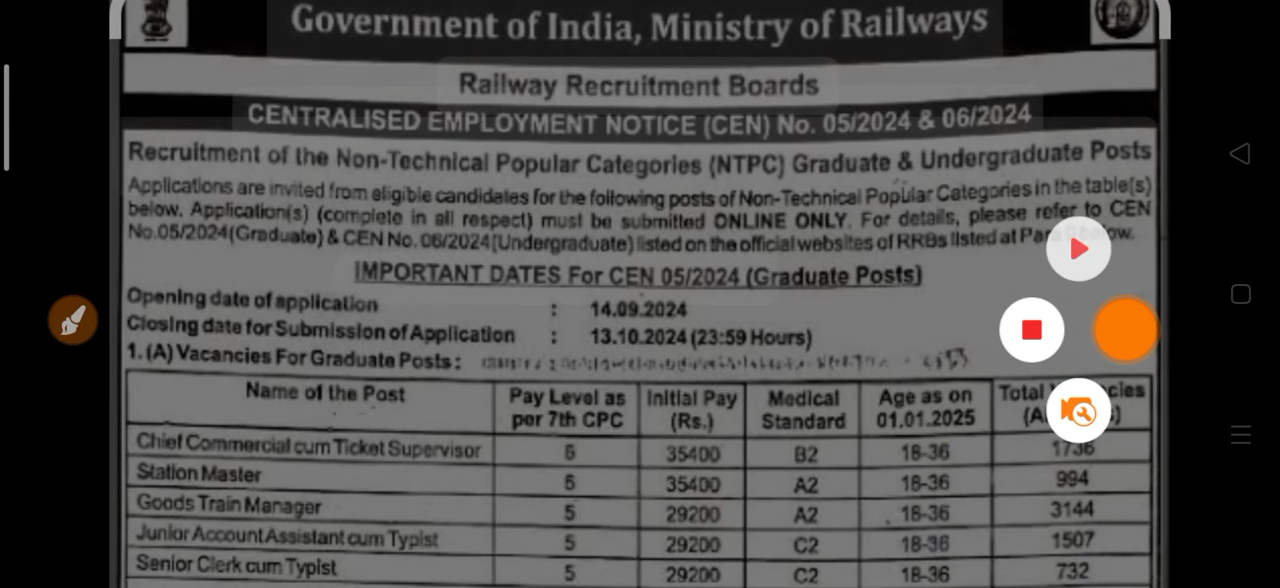 Government of India, Ministry of Railways
Railway Recruitment Boards
CENTRALISED EMPLOYMENT NOTICE (CEN) No. 05/2024 & 06/2024
Recruitment of the Non-Technical Popular Categories (NTPC) Graduate & Undergraduate Posts
Applications are invited from eligible candidates for the following posts of Non-Technical Popular Categories in the table(s)
below. Application(s) (complete in all respect) must be submitted ONLINE ONLY. For details, please refer to CEN
No.05/2024(Graduate) & CEN No. 06/2024(Undergraduate) listed on the official websites of RRBs listed at below.
IMPORTANT DATES For CEN 05/2024 (Graduate Posts)
Opening date of application : 14.09.2024
Closing date for Submission of Application : 13.10.2024 (23:59 Hours)
1. (A) Vacancies For Graduate Posts :
Name of the Post Pay Level as Initial Pay Medical Age as on Total
per 7th CPC (Rs.) Standard 01.01.2025
Chief Commercial cum Ticket Supervisor 6 35400 B2 18-36 1736
Station Master 6 35400 A2 18-36 994
Goods Train Manager 5 29200 A2 18-36 3144
Junior Account Assistant cum Typist 5 29200 C2 18-36 1507
Senior Clerk cum Typist 5 29200 C2 18-36 732